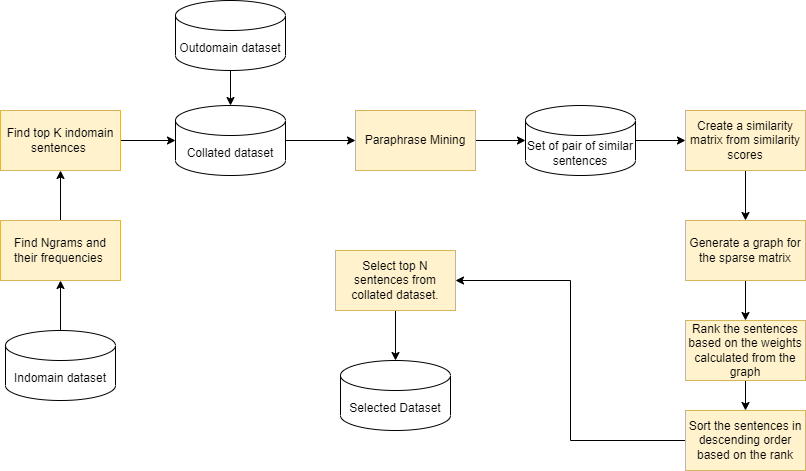 Outdomain dataset
Find top K indomain
sentences
Collated dataset
Paraphrase Mining
Set of pair of similar
sentences
Create a similarity
matrix from similarity
scores
Find Ngrams and
their frequencies
Generate a graph for
the sparse matrix
Select top N
sentences from
collated dataset.
Rank the sentences
based on the weights
calculated from the
graph
Indomain dataset
Selected Dataset
Sort the sentences in
descending order
based on the rank